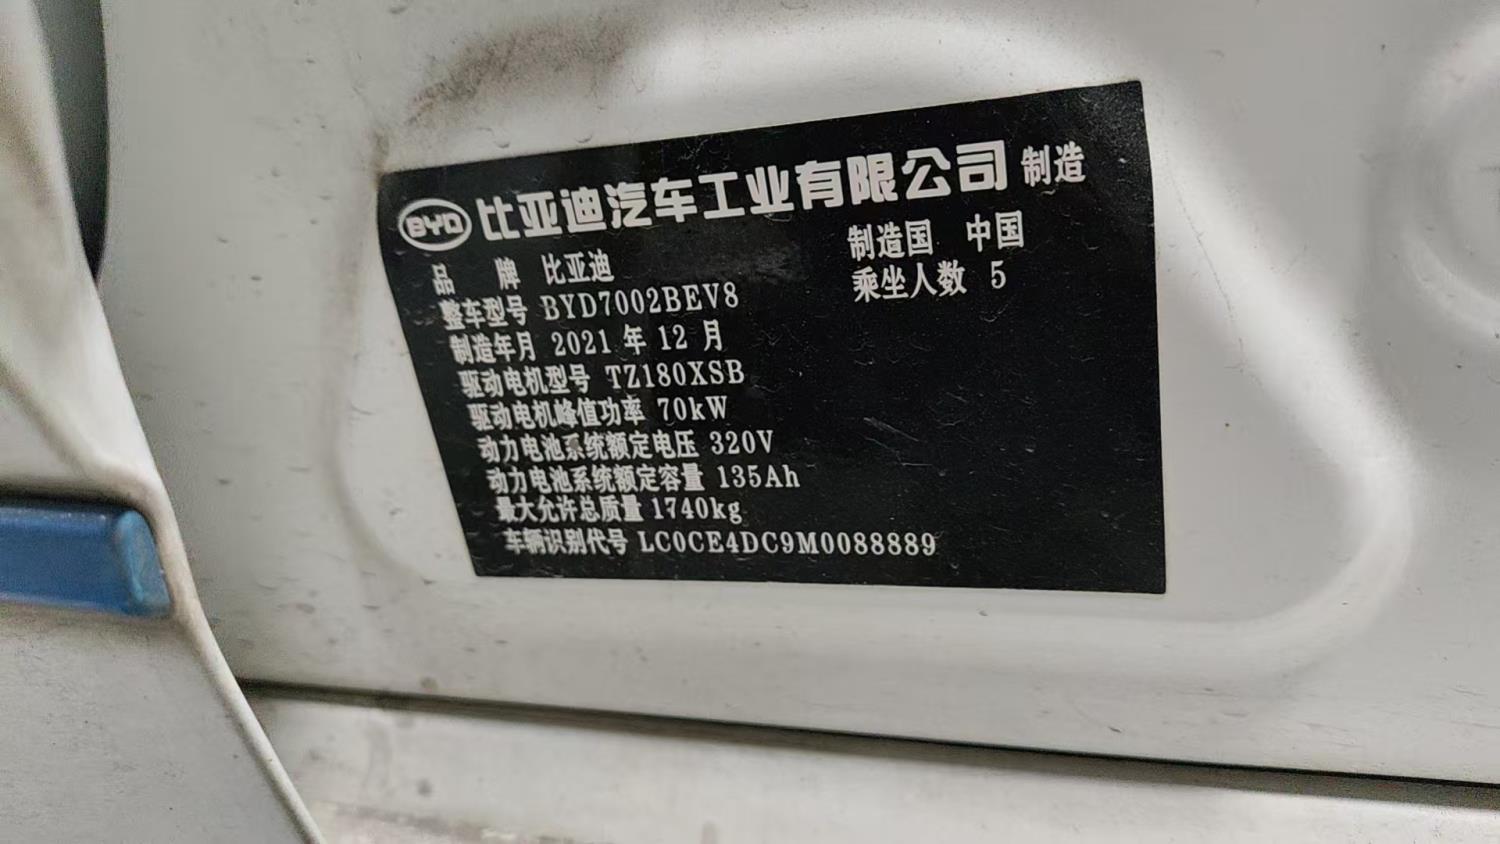 BYD 比亚迪汽车工业有限公司 制造
品 牌 比亚迪 制造国 中国
整车型号 BYD7002BEV8 乘坐人数 5
制造年月 2021 年 12 月
驱动电机型号 TZ180XSB
驱动电机峰值功率 70kW
动力电池系统额定电压 320V
动力电池系统额定容量 135Ah
最大允许总质量 1740kg
车辆识别代号 LC0CE4DC9M0088889